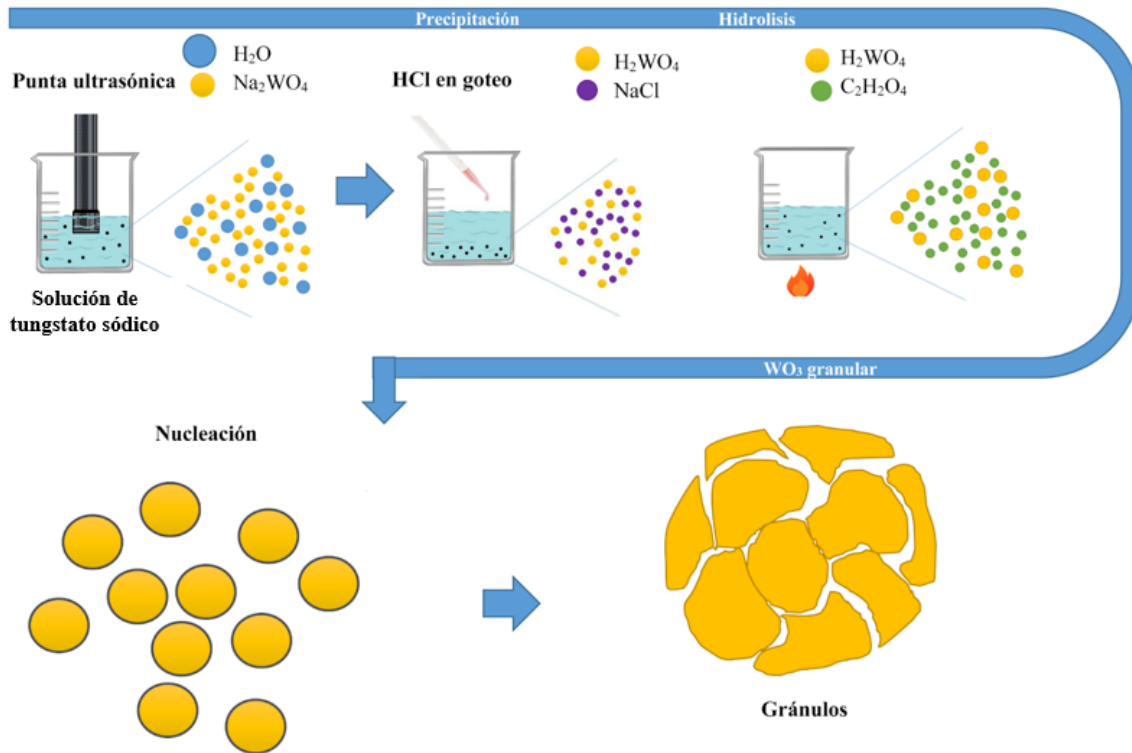 Precipitación
Hidrolisis
H₂O
Na₂WO₄
Punta ultrasónica
HCl en goteo
H₂WO₄
NaCl
H₂WO₄
C₂H₂O₄
Solución de
tungstato sódico
WO₃ granular
Nucleación
Gránulos